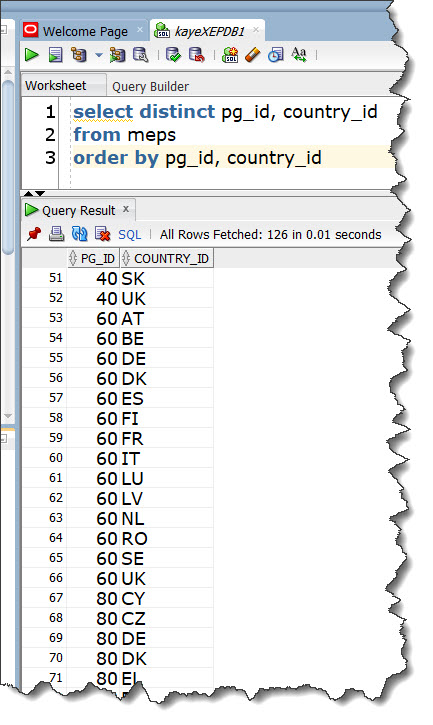 Welcome Page × kayeXEPDB1 ×
Worksheet Query Builder
1 select distinct pg_id, country_id
2 from meps
3 order by pg_id, country_id
Query Result ×
SQL | All Rows Fetched: 126 in 0.01 seconds
PG_ID COUNTRY_ID
51 40 SK
52 40 UK
53 60 AT
54 60 BE
55 60 DE
56 60 DK
57 60 ES
58 60 FI
59 60 FR
60 60 IT
61 60 LU
62 60 LV
63 60 NL
64 60 RO
65 60 SE
66 60 UK
67 80 CY
68 80 CZ
69 80 DE
70 80 DK
71 80